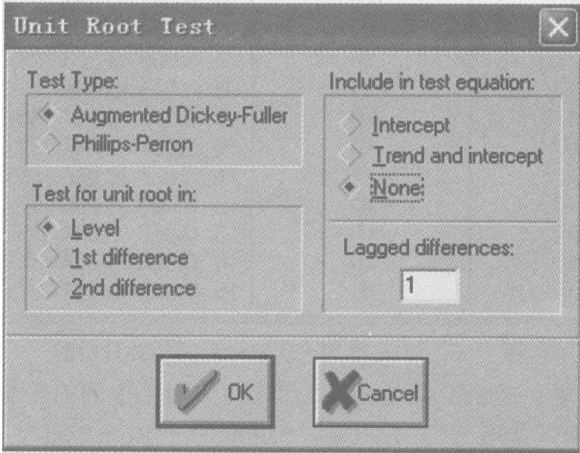 Unit Root Test
Test Type:
Augmented Dickey-Fuller
Phillips-Perron
Test for unit root in:
Level
1st difference
2nd difference
Include in test equation:
Intercept
Trend and intercept
None
Lagged differences:
1
OK
Cancel